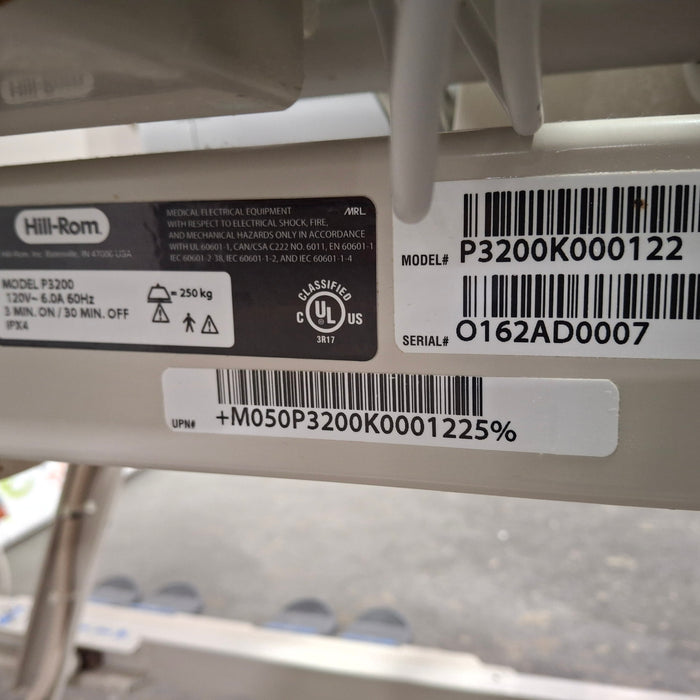 Hill-Rom
Hill-Rom Inc. Batesville, IN 47006 USA
MEDICAL ELECTRICAL EQUIPMENT
WITH RESPECT TO ELECTRICAL SHOCK, FIRE,
AND MECHANICAL HAZARDS ONLY IN ACCORDANCE
WITH UL 60601-1, CAN/CSA C222 NO. 6011, EN 60601-1
IEC 60601-2-38, IEC 60601-1-2, AND IEC 60601-1-4
MRL
MODEL P3200
120V~ 6.0A 60Hz
3 MIN. ON / 30 MIN. OFF
IPX4
= 250 kg
CLASSIFIED
C UL US
3R17
MODEL# P3200K000122
SERIAL# O162AD0007
UPN# +M050P3200K0001225%